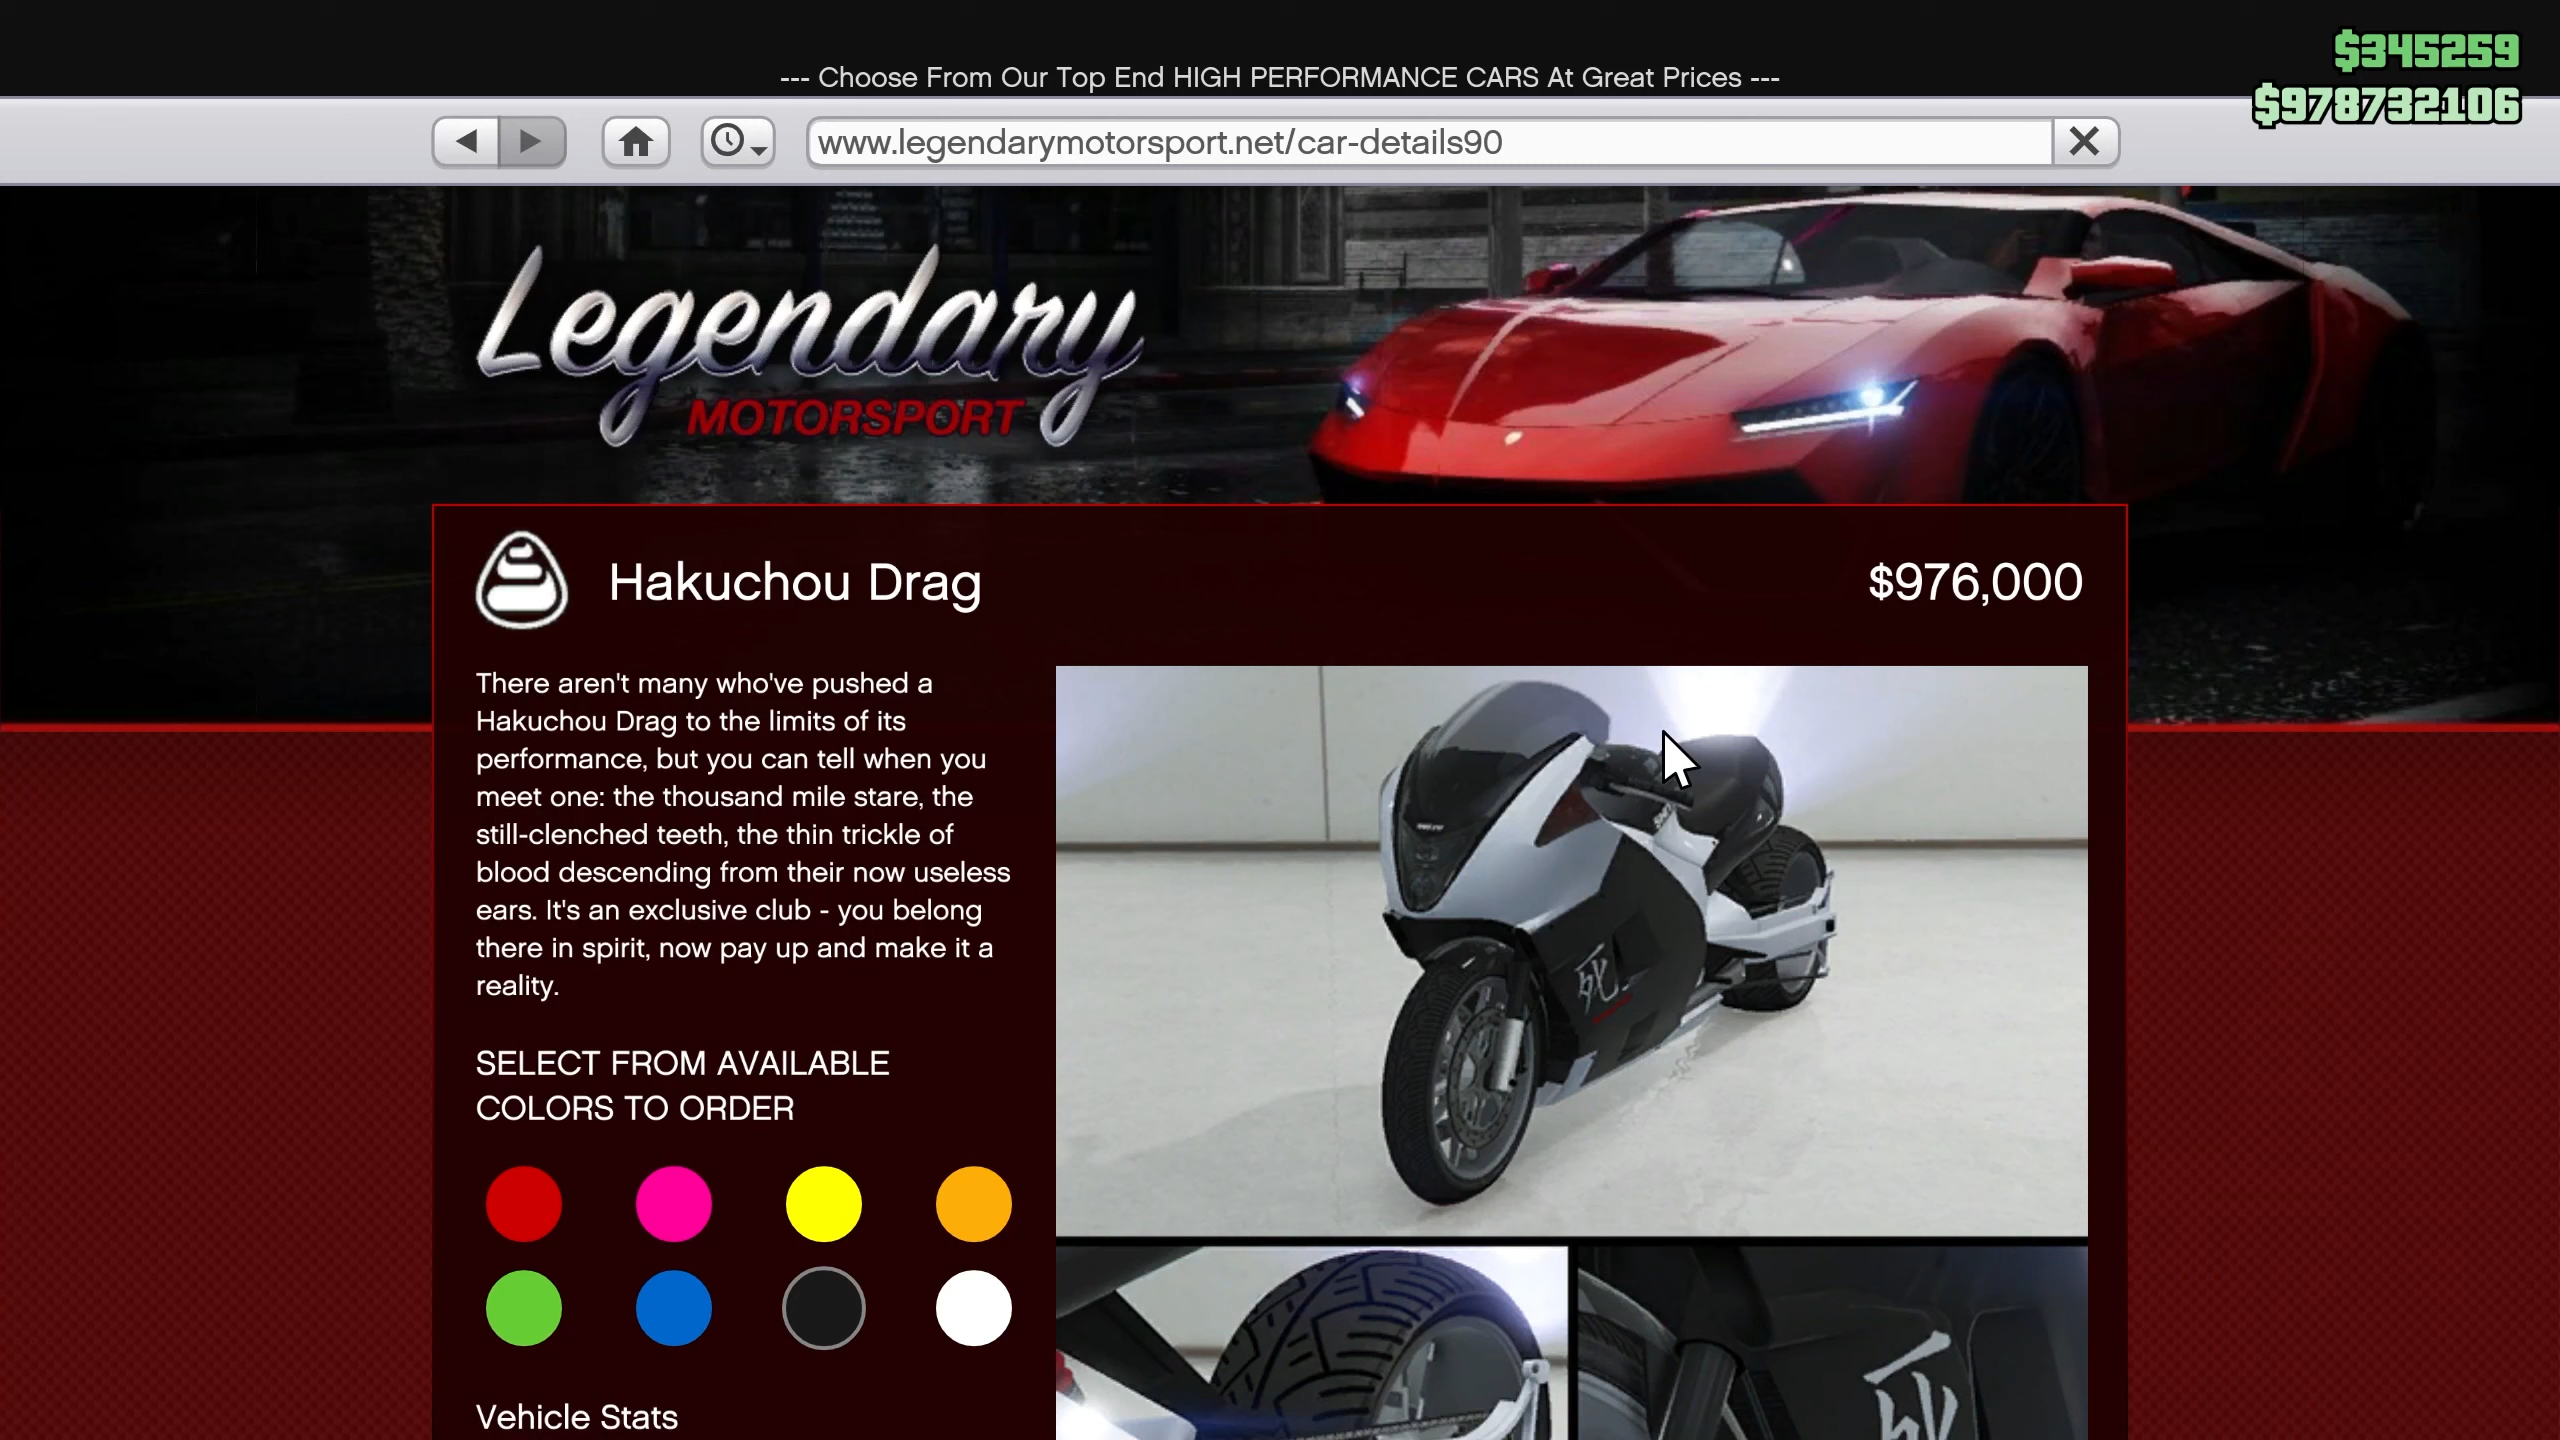 --- Choose From Our Top End HIGH PERFORMANCE CARS At Great Prices ---
$345259
$978732106
www.legendarymotorsport.net/car-details90
Legendary
MOTORSPORT
Hakuchou Drag
$976,000
There aren't many who've pushed a
Hakuchou Drag to the limits of its
performance, but you can tell when you
meet one: the thousand mile stare, the
still-clenched teeth, the thin trickle of
blood descending from their now useless
ears. It's an exclusive club - you belong
there in spirit, now pay up and make it a
reality.
死
SELECT FROM AVAILABLE
COLORS TO ORDER
死
Vehicle Stats